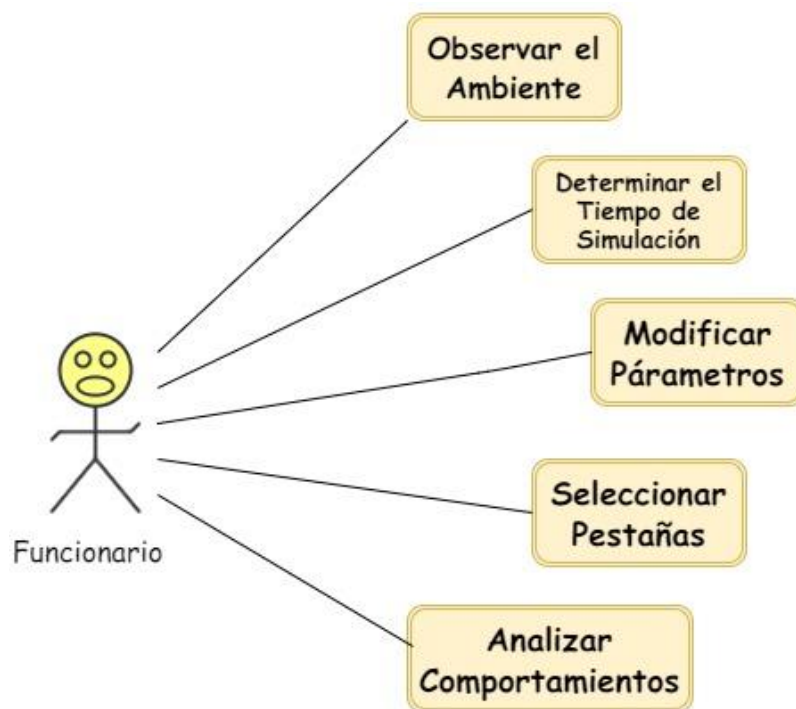 Observar el
Ambiente
Determinar el
Tiempo de
Simulación
Modificar
Párametros
Seleccionar
Pestañas
Funcionario
Analizar
Comportamientos